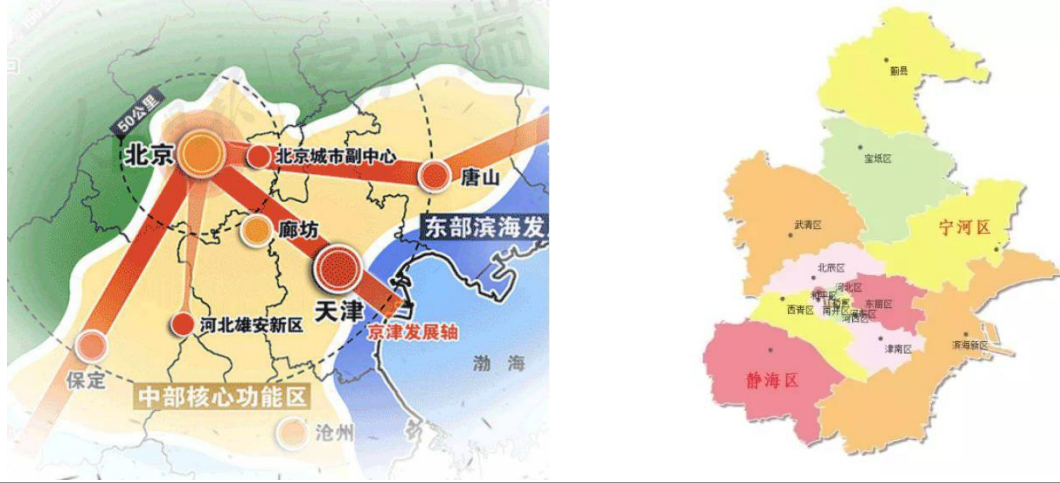 客户端
50公里
北京
北京城市副中心
唐山
廊坊
东部滨海发
天津
河北雄安新区
京津发展轴
保定
渤海
中部核心功能区
沧州
蓟县
宝坻区
宁河区
武清区
北辰区
河北区
西青区
东丽区
河西区
津南区
滨海新区
静海区